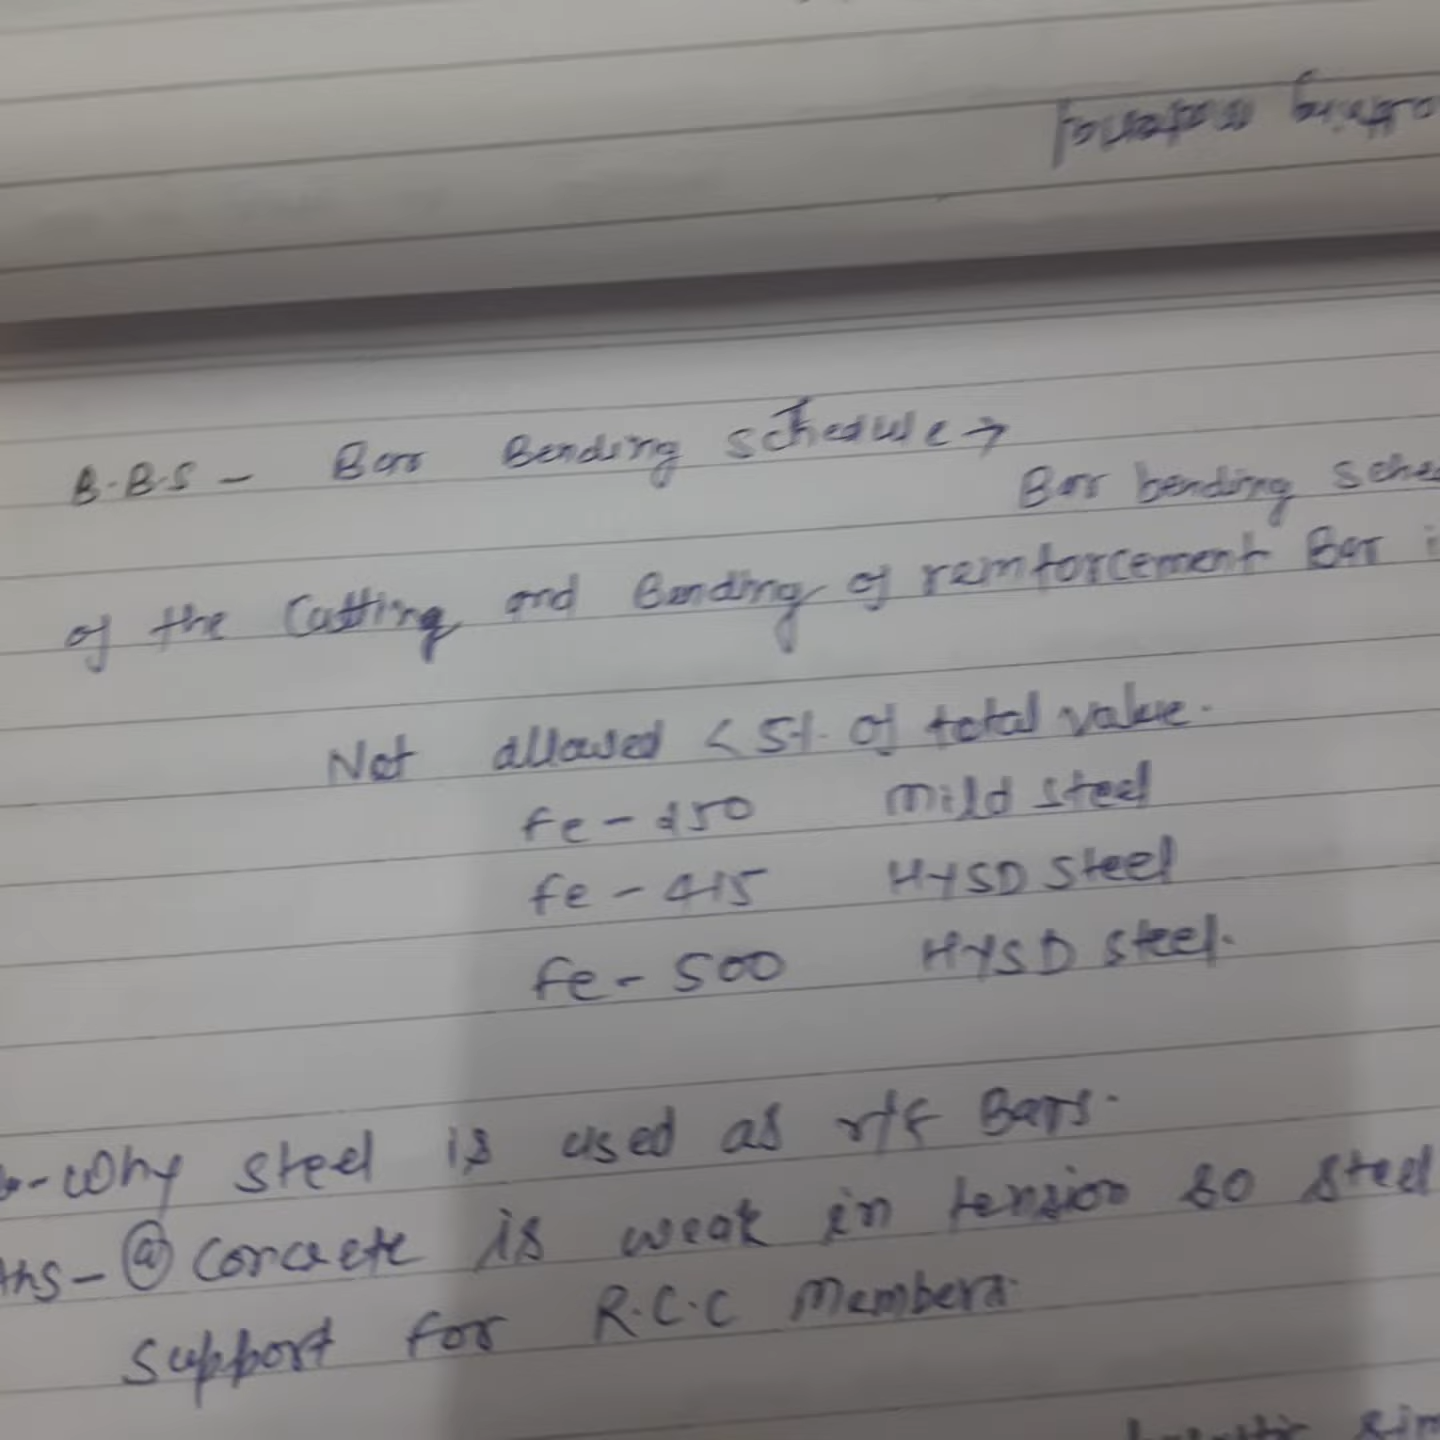 B.B.S - Bar Bending Schedule →
Bar bending Sche
of the Cutting and Bending of reinforcement Bar i
Not allowed < 5% of total value.
fe - 250 Mild Steel
fe - 415 HYSD Steel
fe - 500 HYSD Steel.
- Why steel is used as r/f Bars.
Ans - (a) Concrete is weak in tension so steel
Support for R.C.C Members.